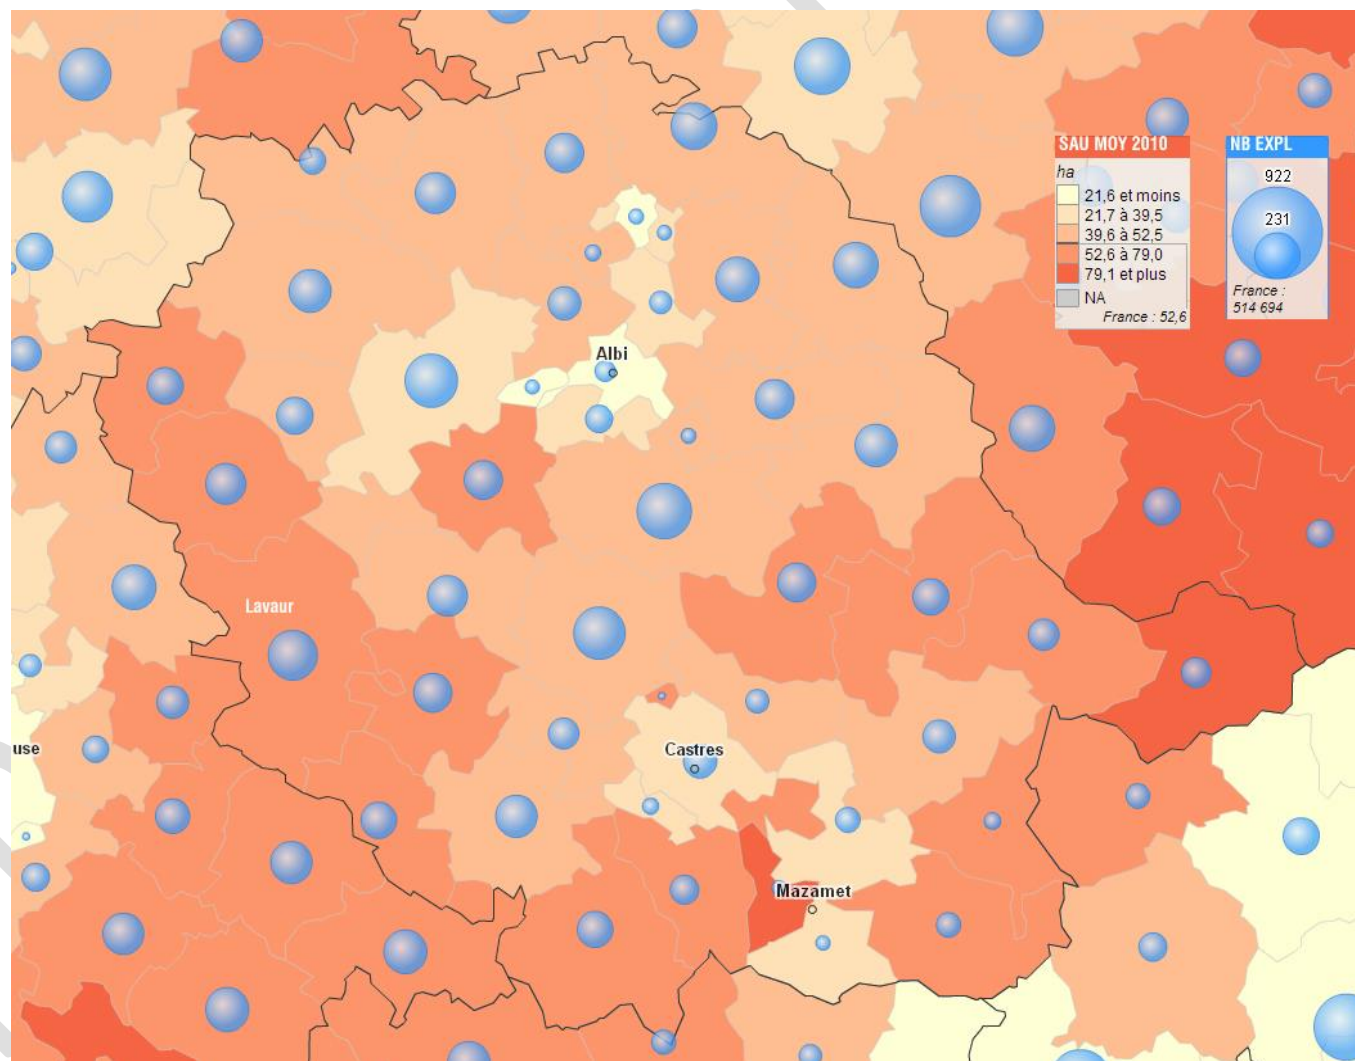 SAU MOY 2010
ha
21,6 et moins
21,7 à 39,5
39,6 à 52,5
52,6 à 79,0
79,1 et plus
NA
France : 52,6
NB EXPL
922
231
France :
514 694
Albi
Lavaur
Castres
use
Mazamet